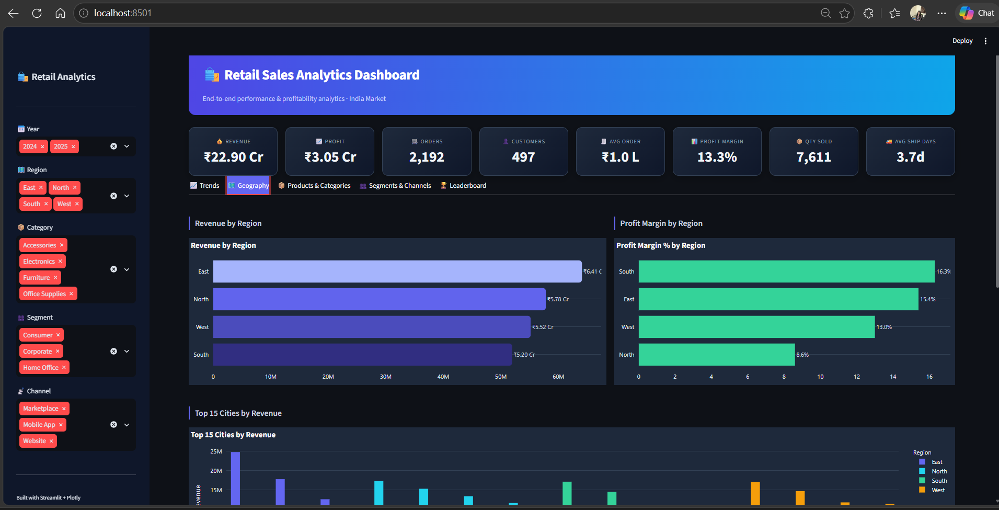 localhost:8501
Chat
Deploy
Retail Analytics
Year
2024 × 2025 ×
Region
East × North ×
South × West ×
Category
Accessories ×
Electronics ×
Furniture ×
Office Supplies ×
Segment
Consumer ×
Corporate ×
Home Office ×
Channel
Marketplace ×
Mobile App ×
Website ×
Built with Streamlit + Plotly
Retail Sales Analytics Dashboard
End-to-end performance & profitability analytics · India Market
REVENUE
₹22.90 Cr
PROFIT
₹3.05 Cr
ORDERS
2,192
CUSTOMERS
497
AVG ORDER
₹1.0 L
PROFIT MARGIN
13.3%
QTY SOLD
7,611
AVG SHIP DAYS
3.7d
Trends Geography Products & Categories Segments & Channels Leaderboard
Revenue by Region
Revenue by Region
East ₹6.41 C
North ₹5.78 Cr
West ₹5.52 Cr
South ₹5.20 Cr
0 10M 20M 30M 40M 50M 60M
Profit Margin by Region
Profit Margin % by Region
South 16.3%
East 15.4%
West 13.0%
North 8.6%
0 2 4 6 8 10 12 14 16
Top 15 Cities by Revenue
Top 15 Cities by Revenue
25M
20M
15M
evenue
Region
East
North
South
West